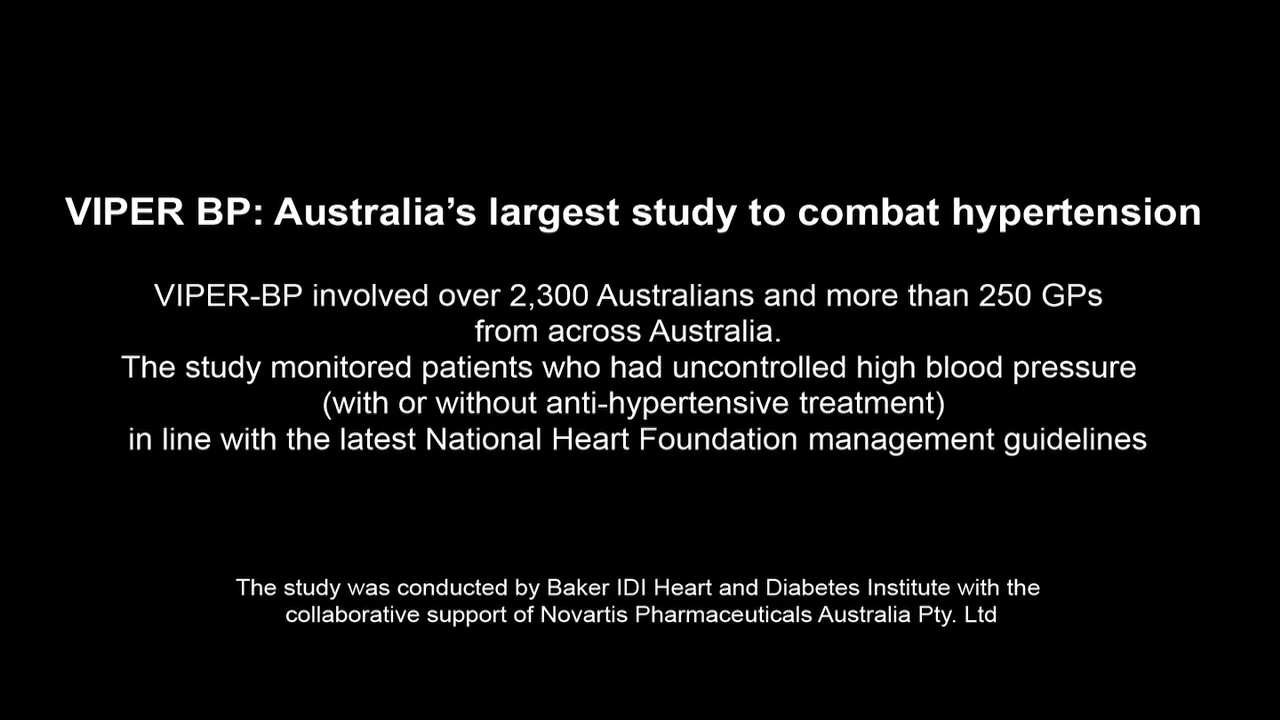 VIPER BP: Australia’s largest study to combat hypertension
VIPER-BP involved over 2,300 Australians and more than 250 GPs
from across Australia.
The study monitored patients who had uncontrolled high blood pressure
(with or without anti-hypertensive treatment)
in line with the latest National Heart Foundation management guidelines
The study was conducted by Baker IDI Heart and Diabetes Institute with the
collaborative support of Novartis Pharmaceuticals Australia Pty. Ltd